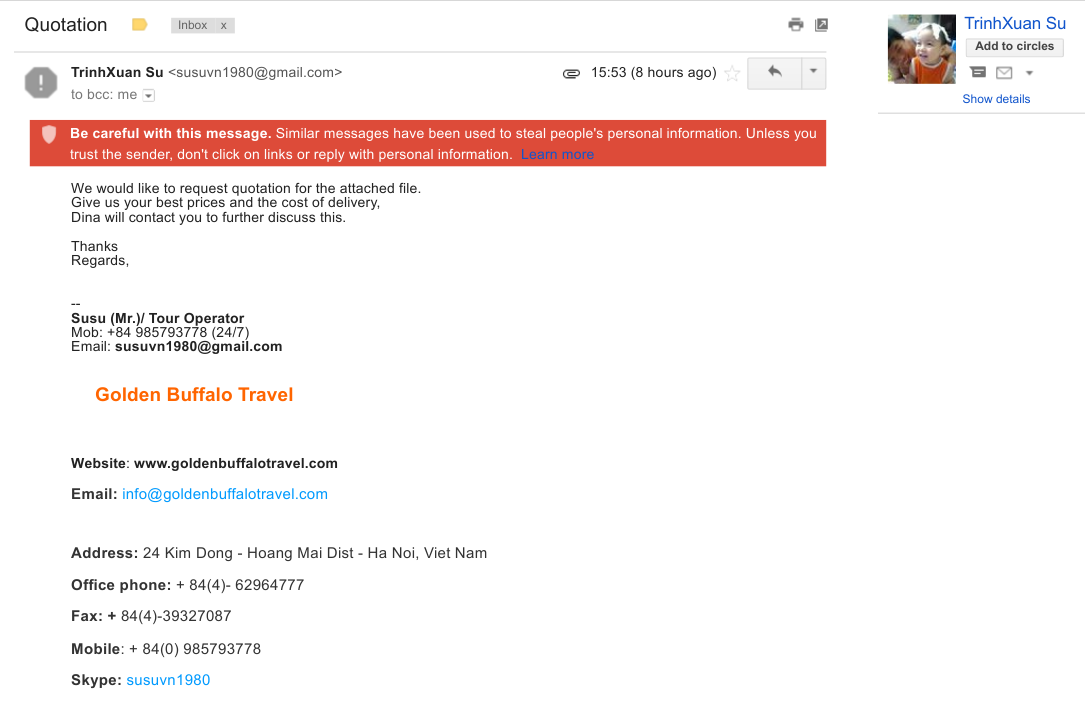 Quotation
Inbox x
TrinhXuan Su <susuvn1980@gmail.com>
15:53 (8 hours ago)
to bcc: me
Be careful with this message. Similar messages have been used to steal people's personal information. Unless you
trust the sender, don't click on links or reply with personal information. Learn more
We would like to request quotation for the attached file.
Give us your best prices and the cost of delivery,
Dina will contact you to further discuss this.
Thanks
Regards,
--
Susu (Mr.)/ Tour Operator
Mob: +84 985793778 (24/7)
Email: susuvn1980@gmail.com
Golden Buffalo Travel
Website: www.goldenbuffalotravel.com
Email: info@goldenbuffalotravel.com
Address: 24 Kim Dong - Hoang Mai Dist - Ha Noi, Viet Nam
Office phone: + 84(4)- 62964777
Fax: + 84(4)-39327087
Mobile: + 84(0) 985793778
Skype: susuvn1980
TrinhXuan Su
Add to circles
Show details